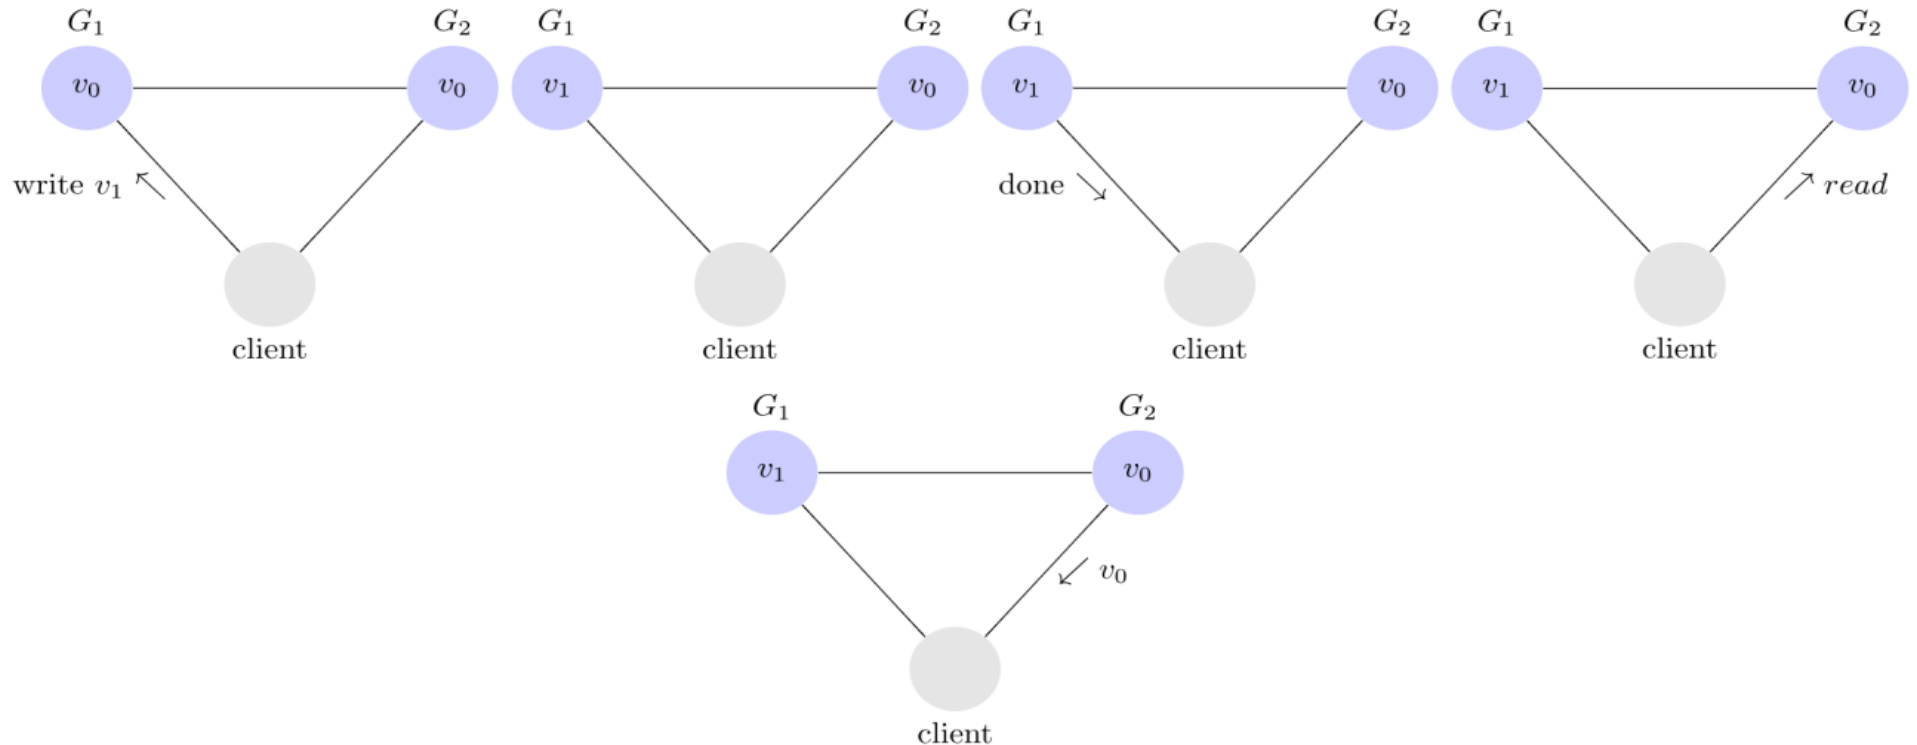 G₁ G₂ G₁ G₂ G₁ G₂ G₁ G₂
v₀ v₀ v₁ v₀ v₁ v₀ v₁ v₀
write v₁ done read
client client client client
G₁ G₂
v₁ v₀
v₀
client